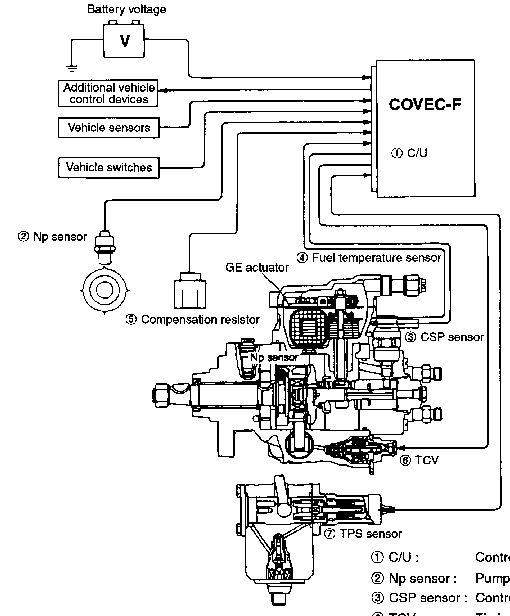 Battery voltage
V
Additional vehicle
control devices
COVEC-F
Vehicle sensors
① C/U
Vehicle switches
② Np sensor
④ Fuel temperature sensor
GE actuator
⑤ Compensation resistor
③ CSP sensor
Np sensor
⑥ TCV
⑦ TPS sensor
① C/U : Contr
② Np sensor : Pump
③ CSP sensor : Contr